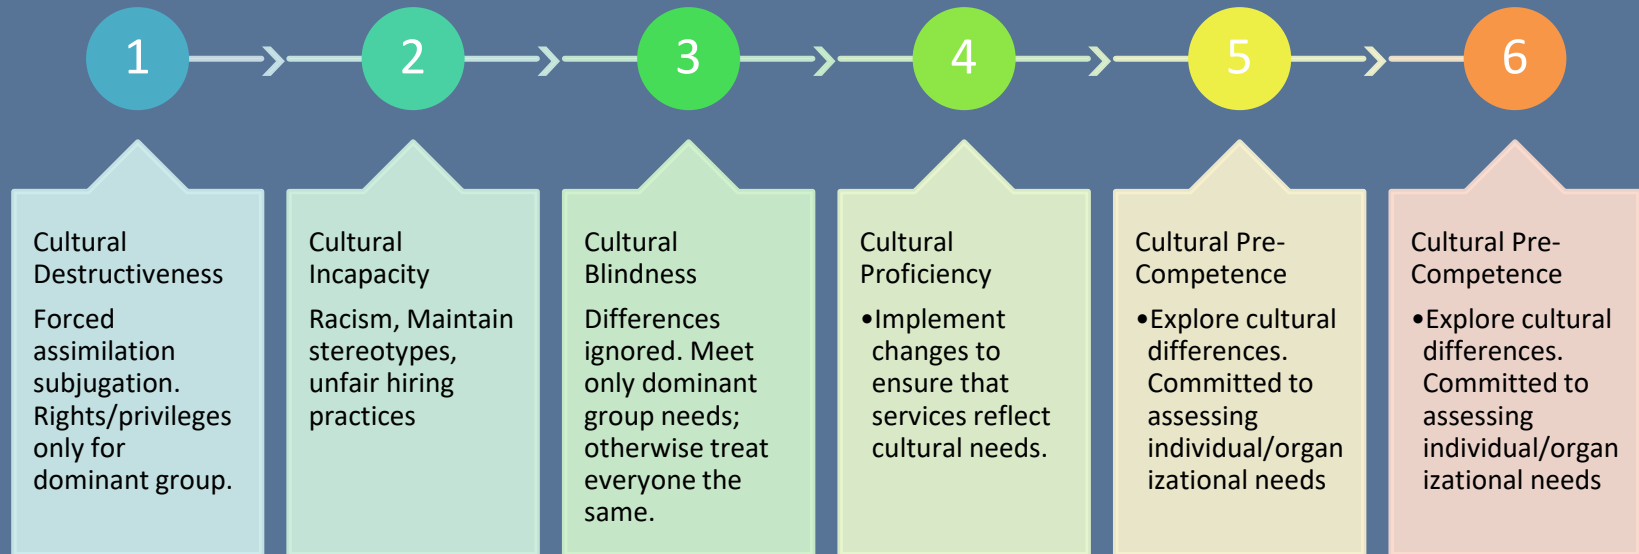 1
2
3
4
5
6
Cultural
Destructiveness
Forced
assimilation
subjugation.
Rights/privileges
only for
dominant group.
Cultural
Incapacity
Racism, Maintain
stereotypes,
unfair hiring
practices
Cultural
Blindness
Differences
ignored. Meet
only dominant
group needs;
otherwise treat
everyone the
same.
Cultural
Proficiency
•Implement
changes to
ensure that
services reflect
cultural needs.
Cultural Pre-
Competence
•Explore cultural
differences.
Committed to
assessing
individual/organ
izational needs
Cultural Pre-
Competence
•Explore cultural
differences.
Committed to
assessing
individual/organ
izational needs